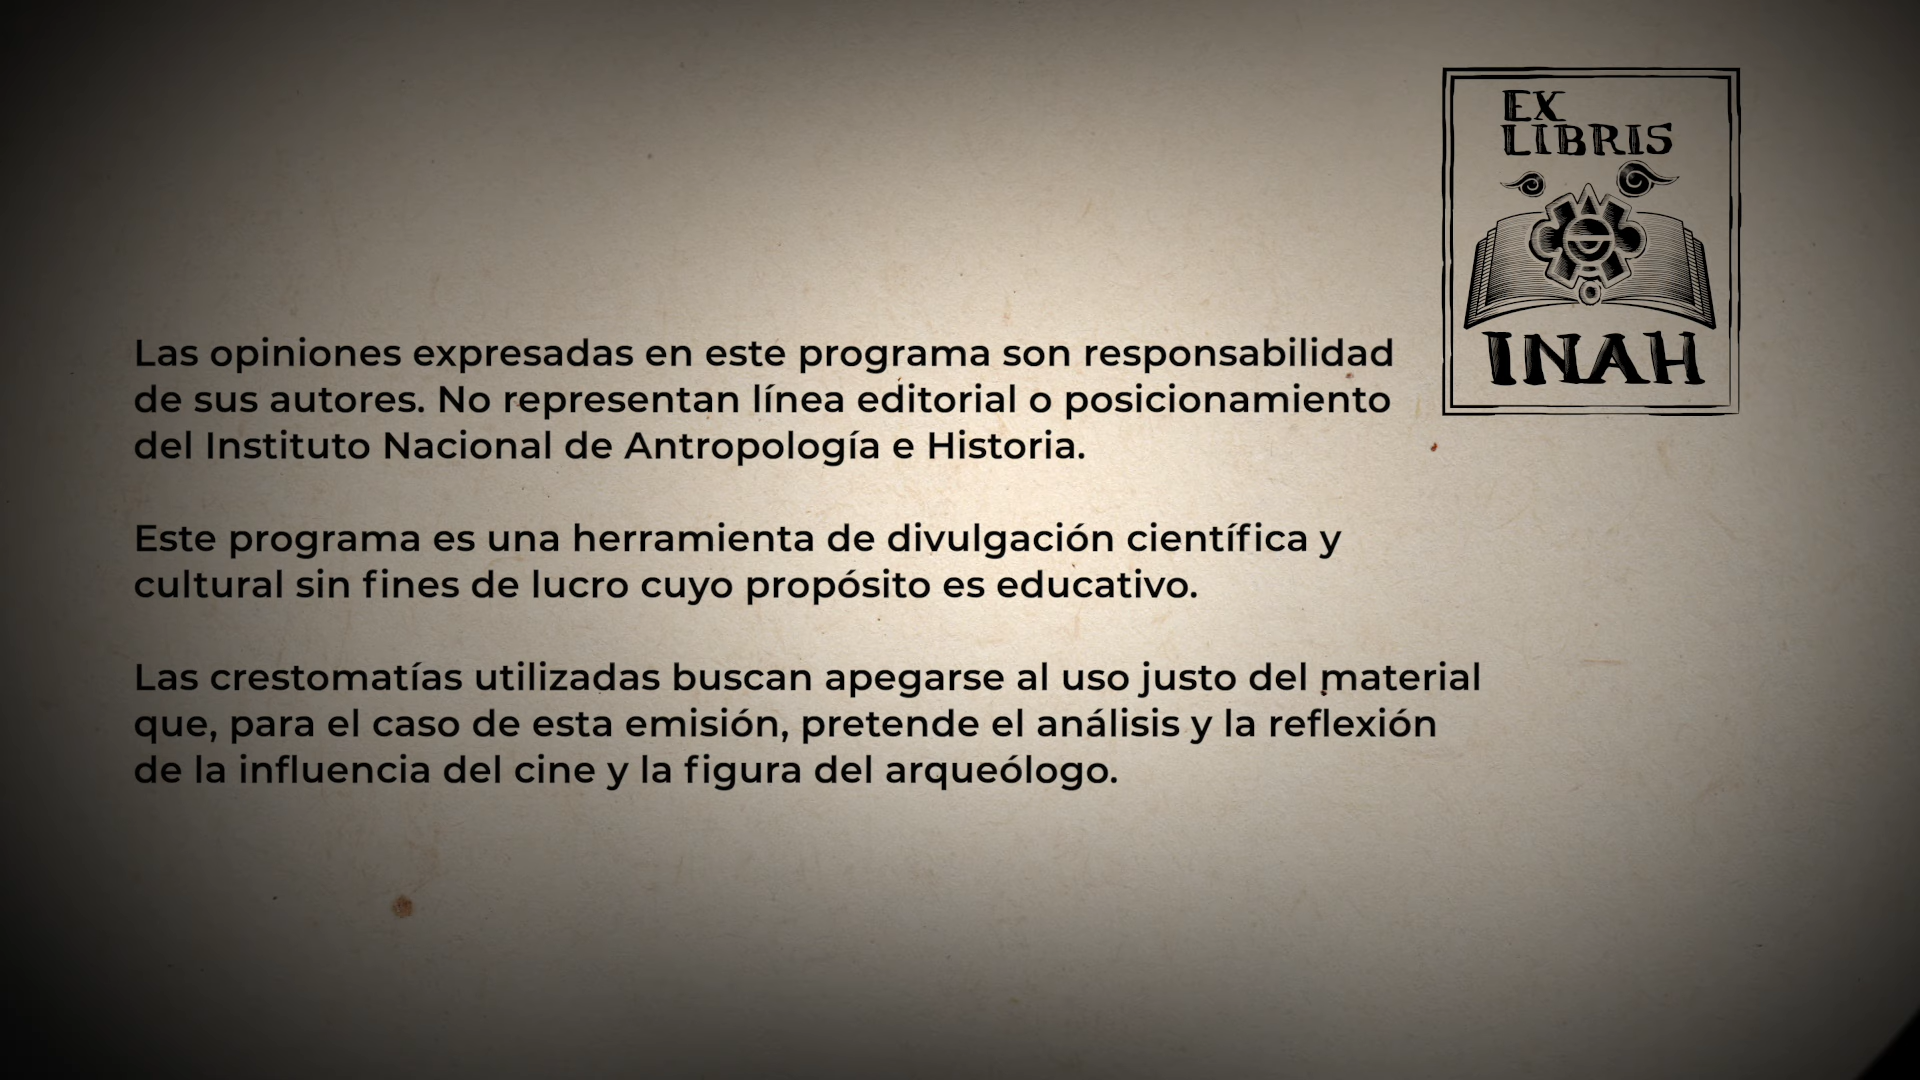 EX
LIBRIS
INAH
Las opiniones expresadas en este programa son responsabilidad
de sus autores. No representan línea editorial o posicionamiento
del Instituto Nacional de Antropología e Historia.
Este programa es una herramienta de divulgación científica y
cultural sin fines de lucro cuyo propósito es educativo.
Las crestomatías utilizadas buscan apegarse al uso justo del material
que, para el caso de esta emisión, pretende el análisis y la reflexión
de la influencia del cine y la figura del arqueólogo.